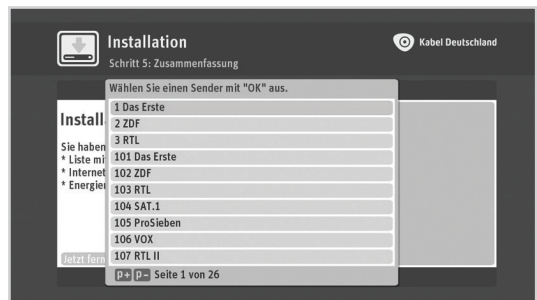 Installation
Kabel Deutschland
Schritt 5: Zusammenfassung
Wählen Sie einen Sender mit "OK" aus.
1 Das Erste
2 ZDF
3 RTL
101 Das Erste
102 ZDF
103 RTL
104 SAT.1
105 ProSieben
106 VOX
107 RTL II
p+ p- Seite 1 von 26
Install
Sie haben
* Liste mi
* Internet
* Energie
Jetzt fern